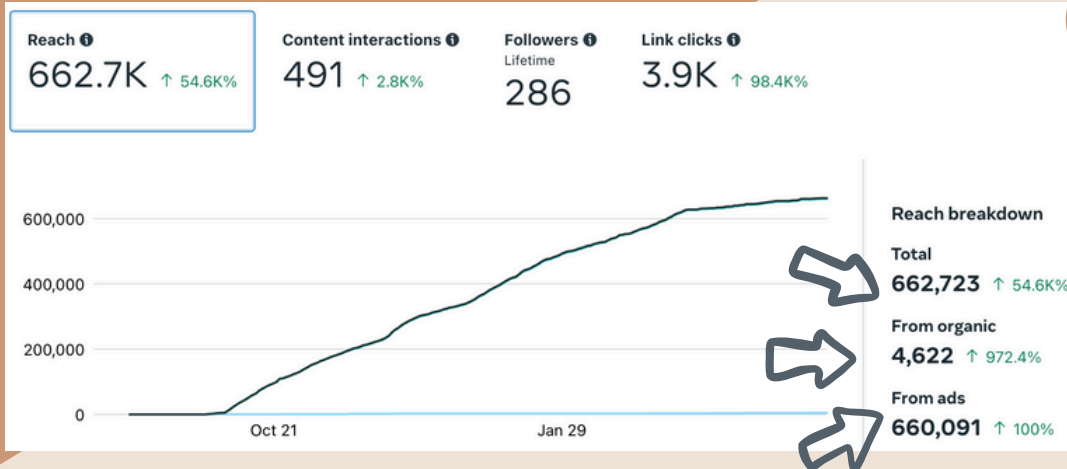 Reach
662.7K ↑ 54.6K%
Content interactions
491 ↑ 2.8K%
Followers
Lifetime
286
Link clicks
3.9K ↑ 98.4K%
600,000
400,000
200,000
0
Oct 21
Jan 29
Reach breakdown
Total
662,723 ↑ 54.6K%
From organic
4,622 ↑ 972.4%
From ads
660,091 ↑ 100%